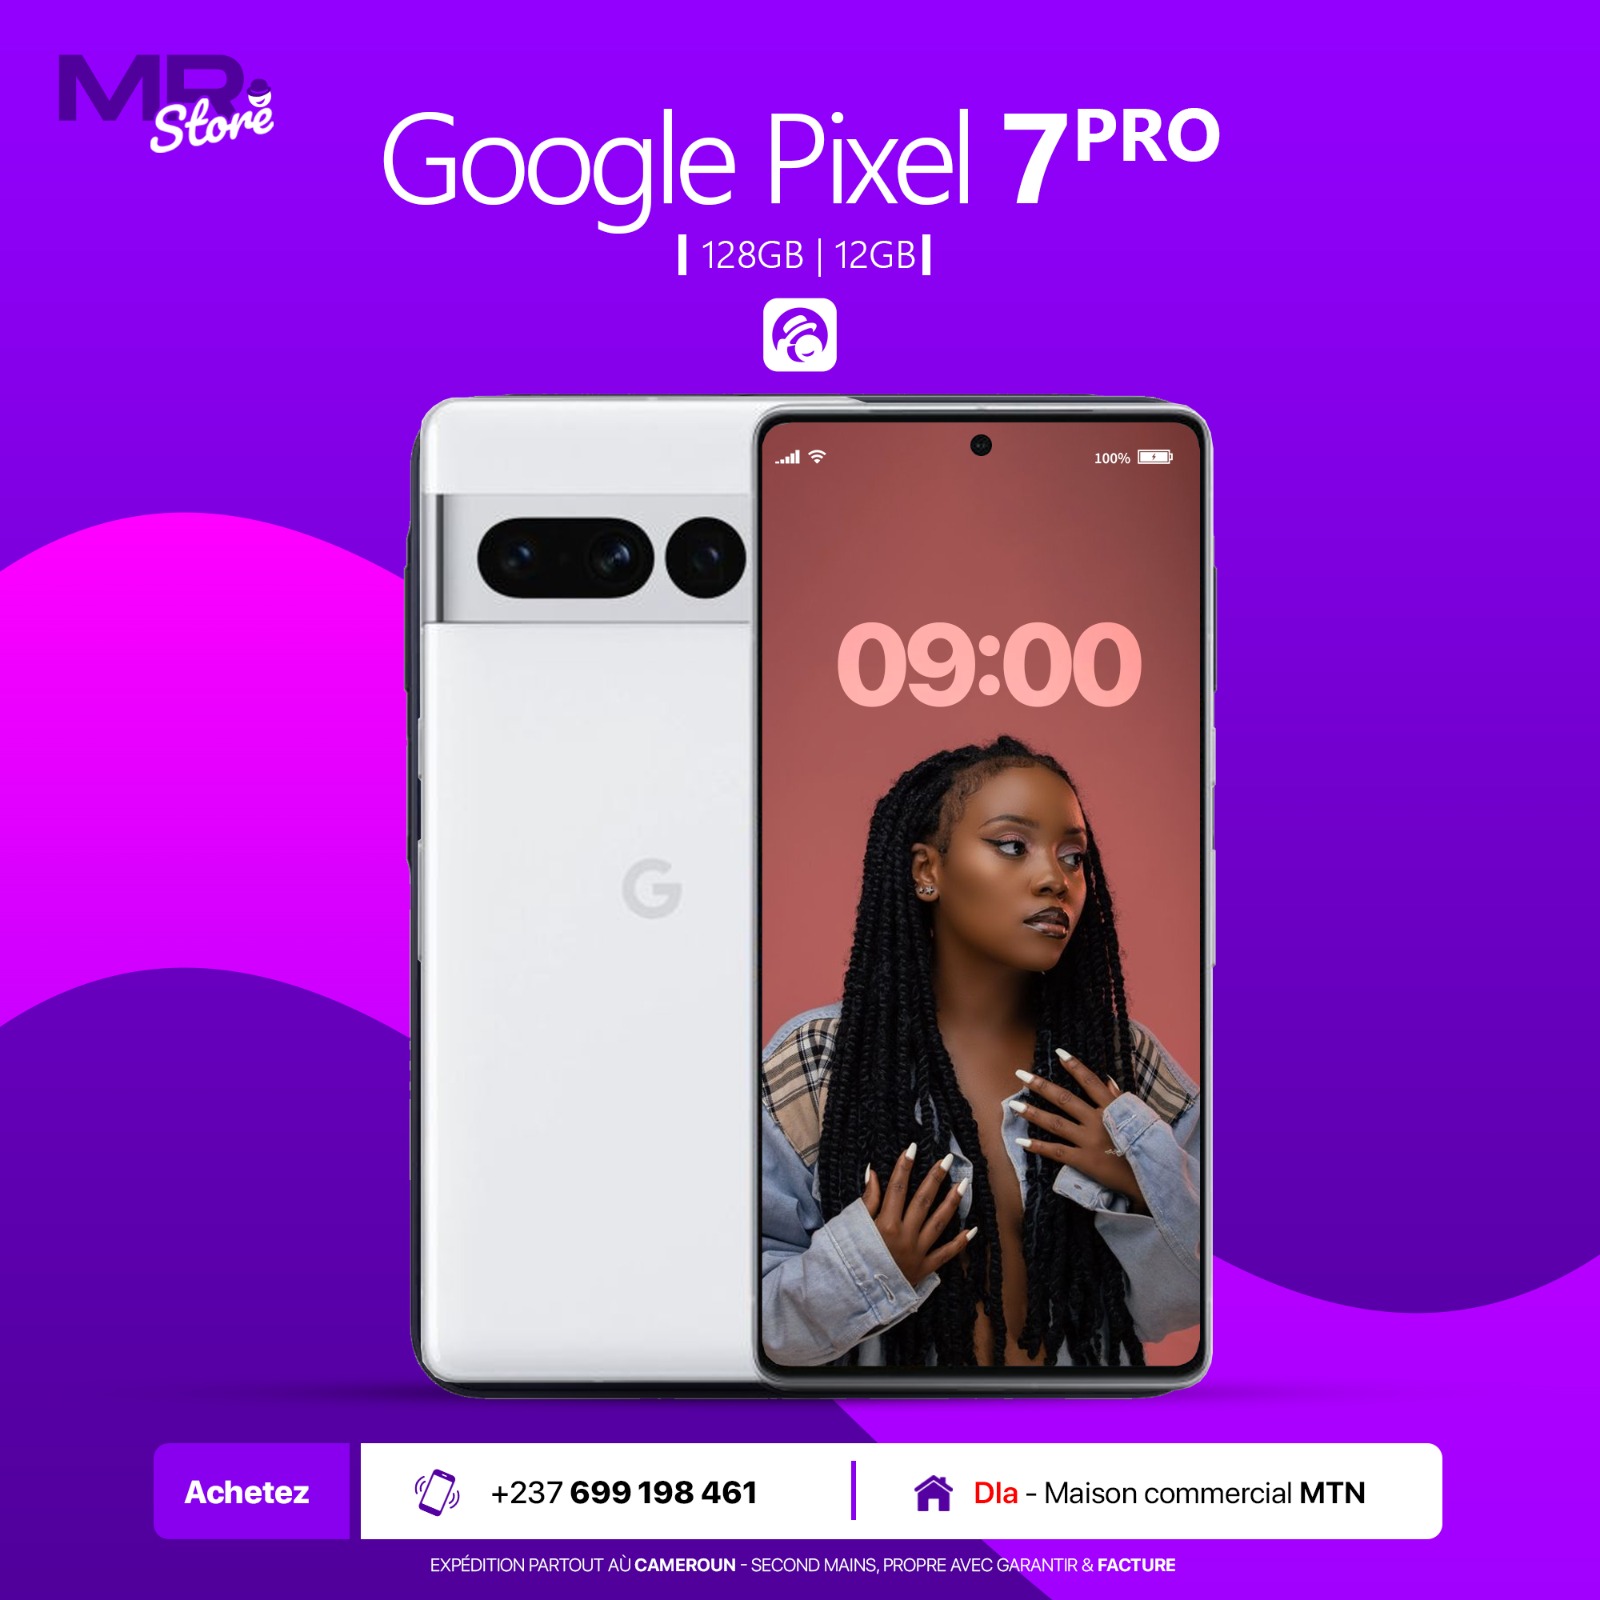 MR.
Store
Google Pixel 7PRO
| 128GB | 12GB |
100%
09:00
G
Achetez
+237 699 198 461
Dla - Maison commercial MTN
EXPÉDITION PARTOUT AÙ CAMEROUN - SECOND MAINS, PROPRE AVEC GARANTIR & FACTURE